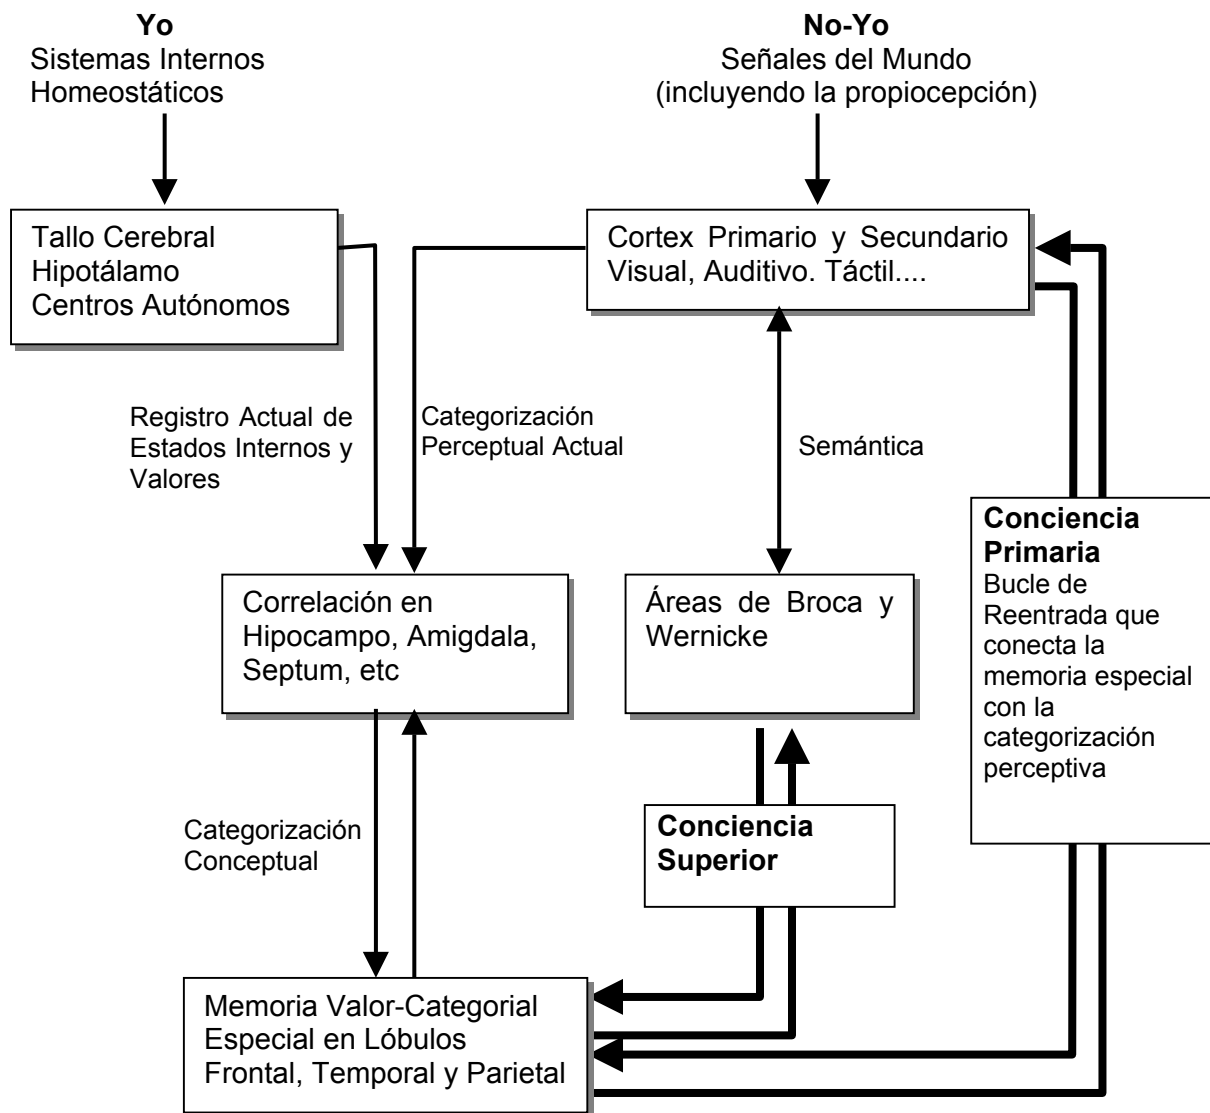 Yo
Sistemas Internos
Homeostáticos
No-Yo
Señales del Mundo
(incluyendo la propiocepción)
Tallo Cerebral
Hipotálamo
Centros Autónomos
Cortex Primario y Secundario
Visual, Auditivo. Táctil....
Registro Actual de
Estados Internos y
Valores
Categorización
Perceptual Actual
Semántica
Conciencia
Primaria
Bucle de
Reentrada que
conecta la
memoria especial
con la
categorización
perceptiva
Correlación en
Hipocampo, Amigdala,
Septum, etc
Áreas de Broca y
Wernicke
Categorización
Conceptual
Conciencia
Superior
Memoria Valor-Categorial
Especial en Lóbulos
Frontal, Temporal y Parietal